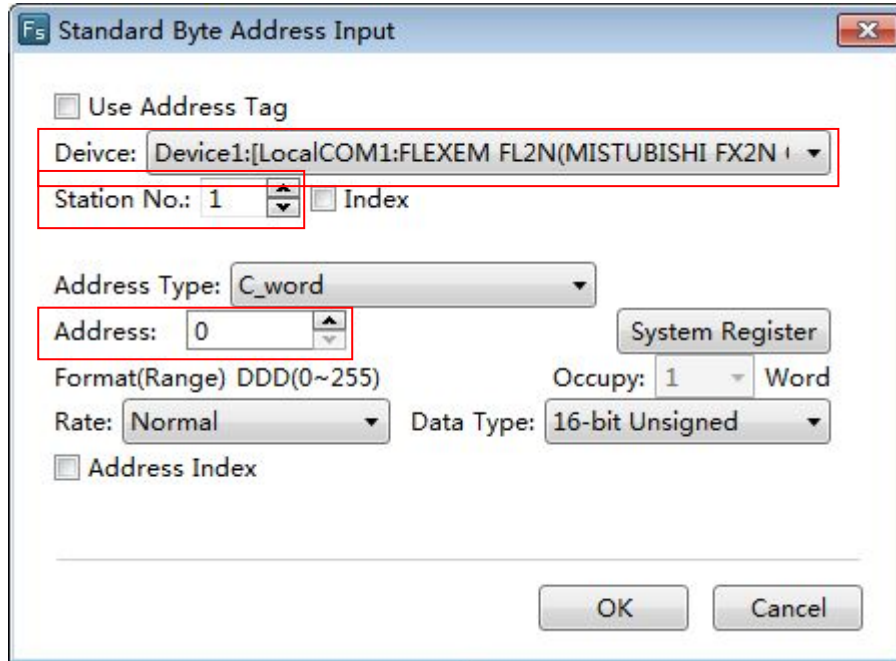 Fs Standard Byte Address Input
Use Address Tag
Deivce: Device1:[LocalCOM1:FLEXEM FL2N(MISTUBISHI FX2N
Station No.: 1 Index
Address Type: C_word
Address: 0 System Register
Format(Range) DDD(0~255) Occupy: 1 Word
Rate: Normal Data Type: 16-bit Unsigned
Address Index
OK Cancel